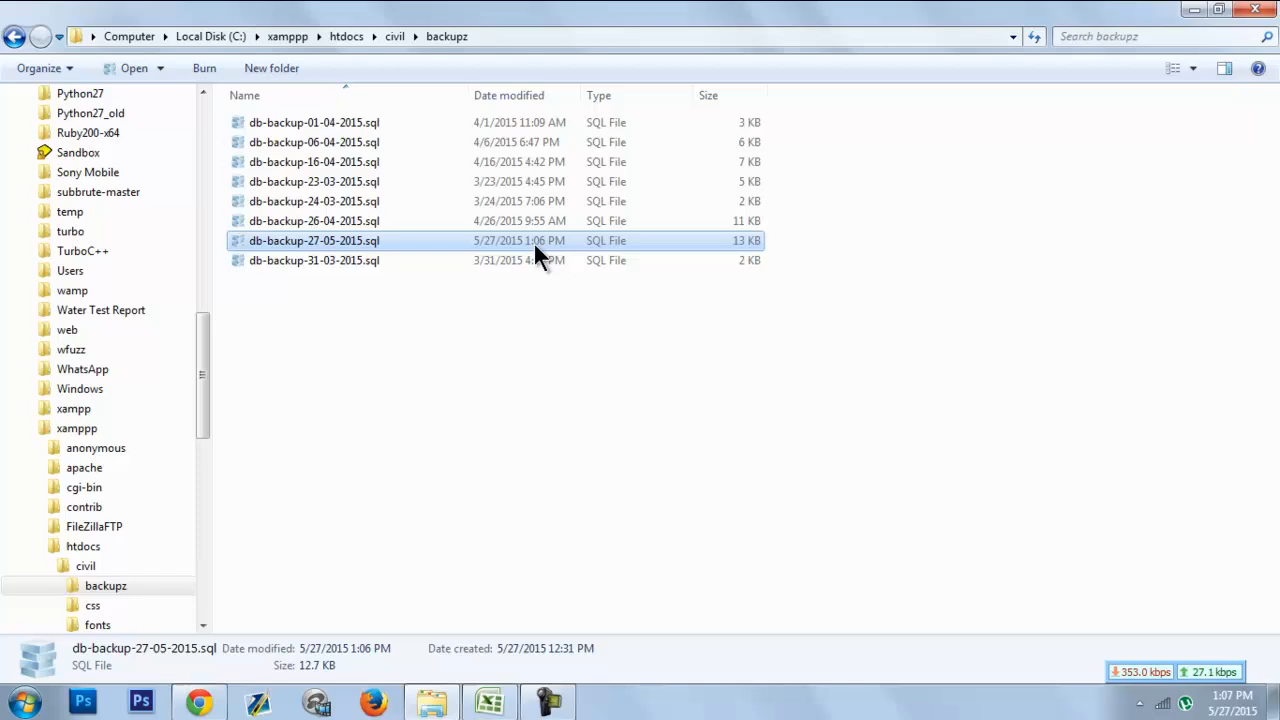 Computer Local Disk (C:) xamppp htdocs civil backupz Search backupz
Organize Open Burn New folder
Name Date modified Type Size
db-backup-01-04-2015.sql 4/1/2015 11:09 AM SQL File 3 KB
db-backup-06-04-2015.sql 4/6/2015 6:47 PM SQL File 6 KB
db-backup-16-04-2015.sql 4/16/2015 4:42 PM SQL File 7 KB
db-backup-23-03-2015.sql 3/23/2015 4:45 PM SQL File 5 KB
db-backup-24-03-2015.sql 3/24/2015 7:06 PM SQL File 2 KB
db-backup-26-04-2015.sql 4/26/2015 9:55 AM SQL File 11 KB
db-backup-27-05-2015.sql 5/27/2015 1:06 PM SQL File 13 KB
db-backup-31-03-2015.sql 3/31/2015 PM SQL File 2 KB
Python27
Python27_old
Ruby200-x64
Sandbox
Sony Mobile
subbrute-master
temp
turbo
TurboC++
Users
wamp
Water Test Report
web
wfuzz
WhatsApp
Windows
xampp
xamppp
anonymous
apache
cgi-bin
contrib
FileZillaFTP
htdocs
civil
backupz
css
fonts
db-backup-27-05-2015.sql Date modified: 5/27/2015 1:06 PM Date created: 5/27/2015 12:31 PM
SQL File Size: 12.7 KB
353.0 kbps 27.1 kbps
Ps Ps
1:07 PM
5/27/2015